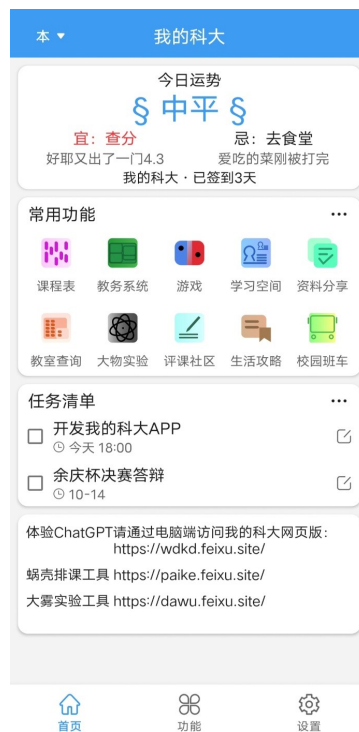 本 ▼ 我的科大
今日运势
§ 中平 §
宜：查分 忌：去食堂
好耶又出了一门4.3 爱吃的菜刚被打完
我的科大 · 已签到3天
常用功能 •••
课程表 教务系统 游戏 学习空间 资料分享
教室查询 大物实验 评课社区 生活攻略 校园班车
任务清单 •••
开发我的科大APP
今天 18:00
余庆杯决赛答辩
10-14
体验ChatGPT请通过电脑端访问我的科大网页版：
https://wdkd.feixu.site/
蜗壳排课工具 https://paike.feixu.site/
大雾实验工具 https://dawu.feixu.site/
首页 功能 设置